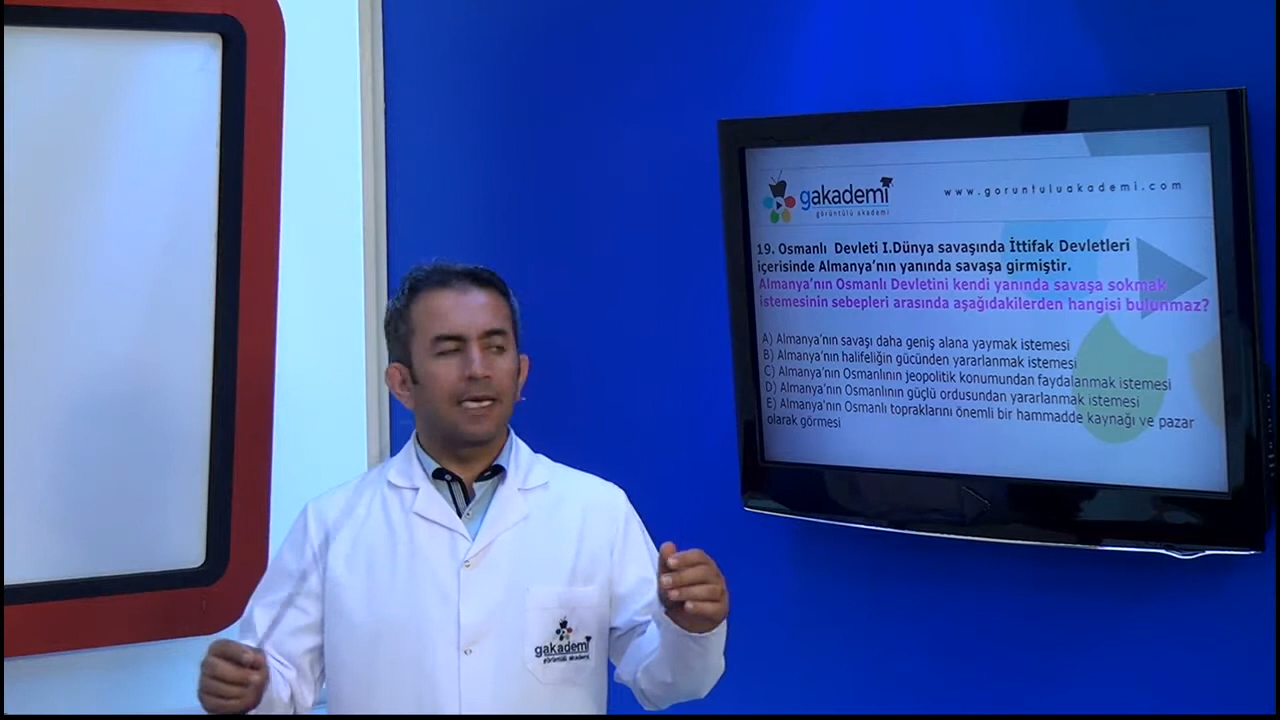 gakademi
görüntülü akademi
www.goruntuluakademi.com
19. Osmanlı Devleti I.Dünya savaşında İttifak Devletleri
içerisinde Almanya'nın yanında savaşa girmiştir.
Almanya'nın Osmanlı Devletini kendi yanında savaşa sokmak
istemesinin sebepleri arasında aşağıdakilerden hangisi bulunmaz?
A) Almanya'nın savaşı daha geniş alana yaymak istemesi
B) Almanya'nın halifeliğin gücünden yararlanmak istemesi
C) Almanya'nın Osmanlının jeopolitik konumundan faydalanmak istemesi
D) Almanya'nın Osmanlının güçlü ordusundan yararlanmak istemesi
E) Almanya'nın Osmanlı topraklarını önemli bir hammadde kaynağı ve pazar
olarak görmesi
gakademi
görüntülü akademi